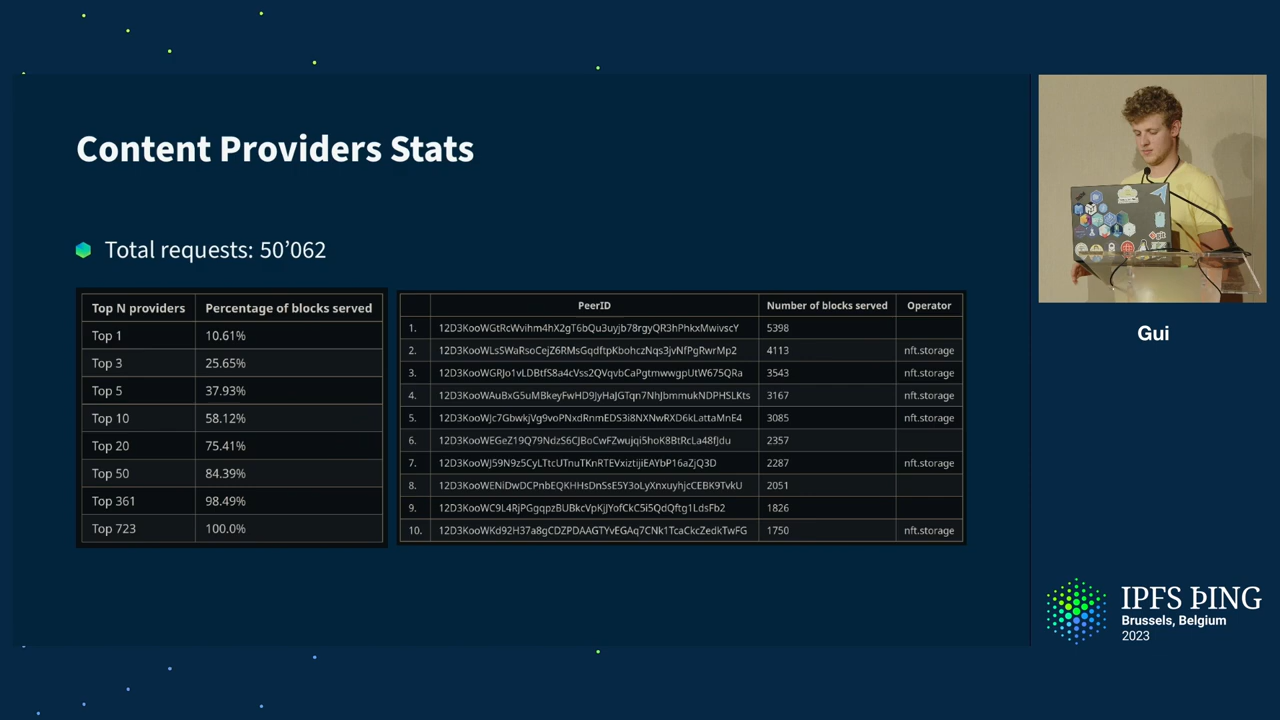 Content Providers Stats
Total requests: 50’062
Top N providers Percentage of blocks served
Top 1 10.61%
Top 3 25.65%
Top 5 37.93%
Top 10 58.12%
Top 20 75.41%
Top 50 84.39%
Top 361 98.49%
Top 723 100.0%
PeerID Number of blocks served Operator
1. 12D3KooWGtRcWvihm4hX2gT6bQu3uyjb78rgyQR3hPhkxMwivscY 5398
2. 12D3KooWLsSWaRsoCejZ6RMsGqdftpKbohczNqs3jvNfPgRwrMp2 4113 nft.storage
3. 12D3KooWGRJo1vLDBtfS8a4cVss2QVqvbCaPgtmwwgpUtW675QRa 3543 nft.storage
4. 12D3KooWAuBxG5uMBkeyFwHD9JyHaJGTqn7NhJbmmukNDPHSLKts 3167 nft.storage
5. 12D3KooWJc7GbwkjVg9voPNxdRnmEDS3i8NXNwRXD6kLattaMnE4 3085 nft.storage
6. 12D3KooWEGeZ19Q79NdzS6CJBoCwFZwujqi5hoK8BtRcLa48fJdu 2357
7. 12D3KooWJ59N9z5CyLTtcUTnuTKnRTEVxiztijiEAYbP16aZjQ3D 2287 nft.storage
8. 12D3KooWENiDwDCPnbEQKHHsDnSsE5Y3oLyXnxuyhjcCEBK9TvkU 2051
9. 12D3KooWC9L4RjPGgqpzBUBkcVpKjJYofCkC5i5QdQftg1LdsFb2 1826
10. 12D3KooWKd92H37a8gCDZPDAAGTYvEGAq7CNk1TcaCkcZedkTwFG 1750 nft.storage
git
Gui
IPFS ÞING
Brussels, Belgium
2023